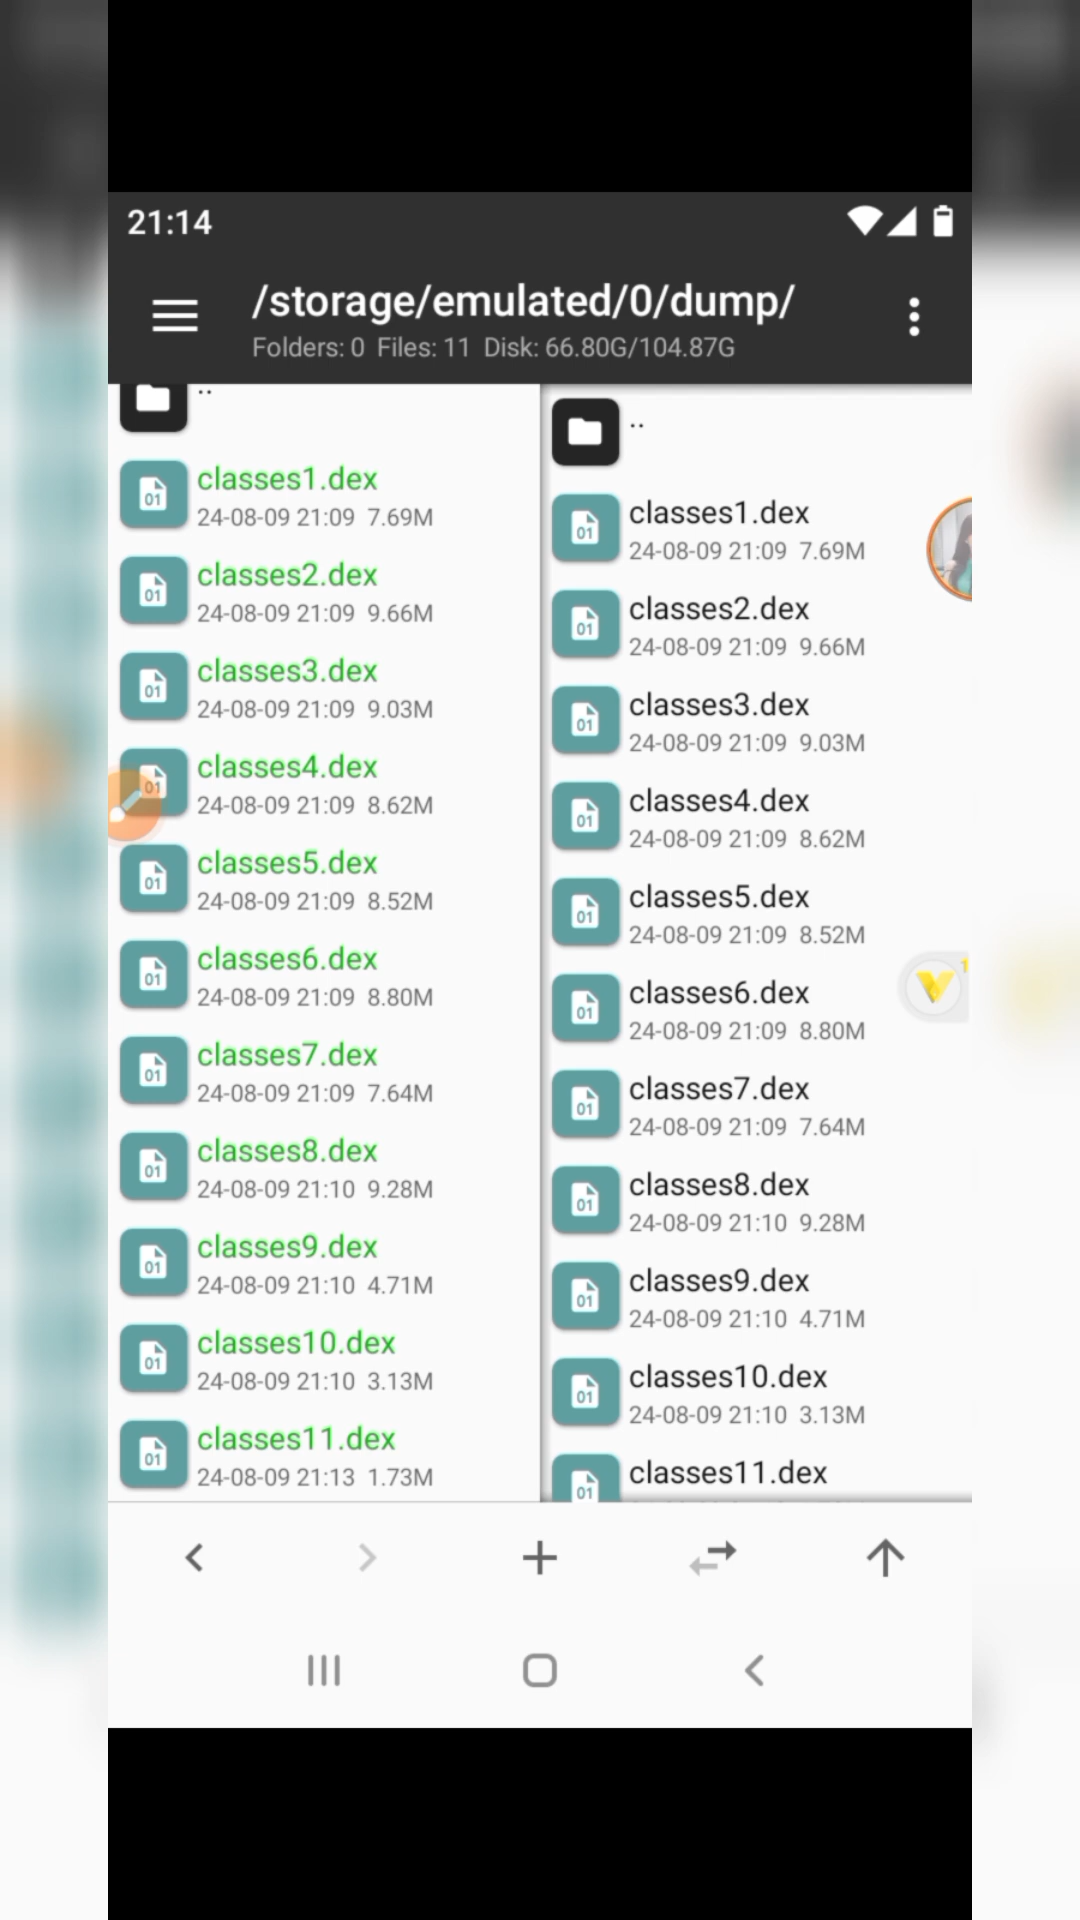 21:14
/storage/emulated/0/dump/
Folders: 0 Files: 11 Disk: 66.80G/104.87G
..
classes1.dex
24-08-09 21:09 7.69M
classes2.dex
24-08-09 21:09 9.66M
classes3.dex
24-08-09 21:09 9.03M
classes4.dex
24-08-09 21:09 8.62M
classes5.dex
24-08-09 21:09 8.52M
classes6.dex
24-08-09 21:09 8.80M
classes7.dex
24-08-09 21:09 7.64M
classes8.dex
24-08-09 21:10 9.28M
classes9.dex
24-08-09 21:10 4.71M
classes10.dex
24-08-09 21:10 3.13M
classes11.dex
24-08-09 21:13 1.73M
..
classes1.dex
24-08-09 21:09 7.69M
classes2.dex
24-08-09 21:09 9.66M
classes3.dex
24-08-09 21:09 9.03M
classes4.dex
24-08-09 21:09 8.62M
classes5.dex
24-08-09 21:09 8.52M
classes6.dex
24-08-09 21:09 8.80M
classes7.dex
24-08-09 21:09 7.64M
classes8.dex
24-08-09 21:10 9.28M
classes9.dex
24-08-09 21:10 4.71M
classes10.dex
24-08-09 21:10 3.13M
classes11.dex